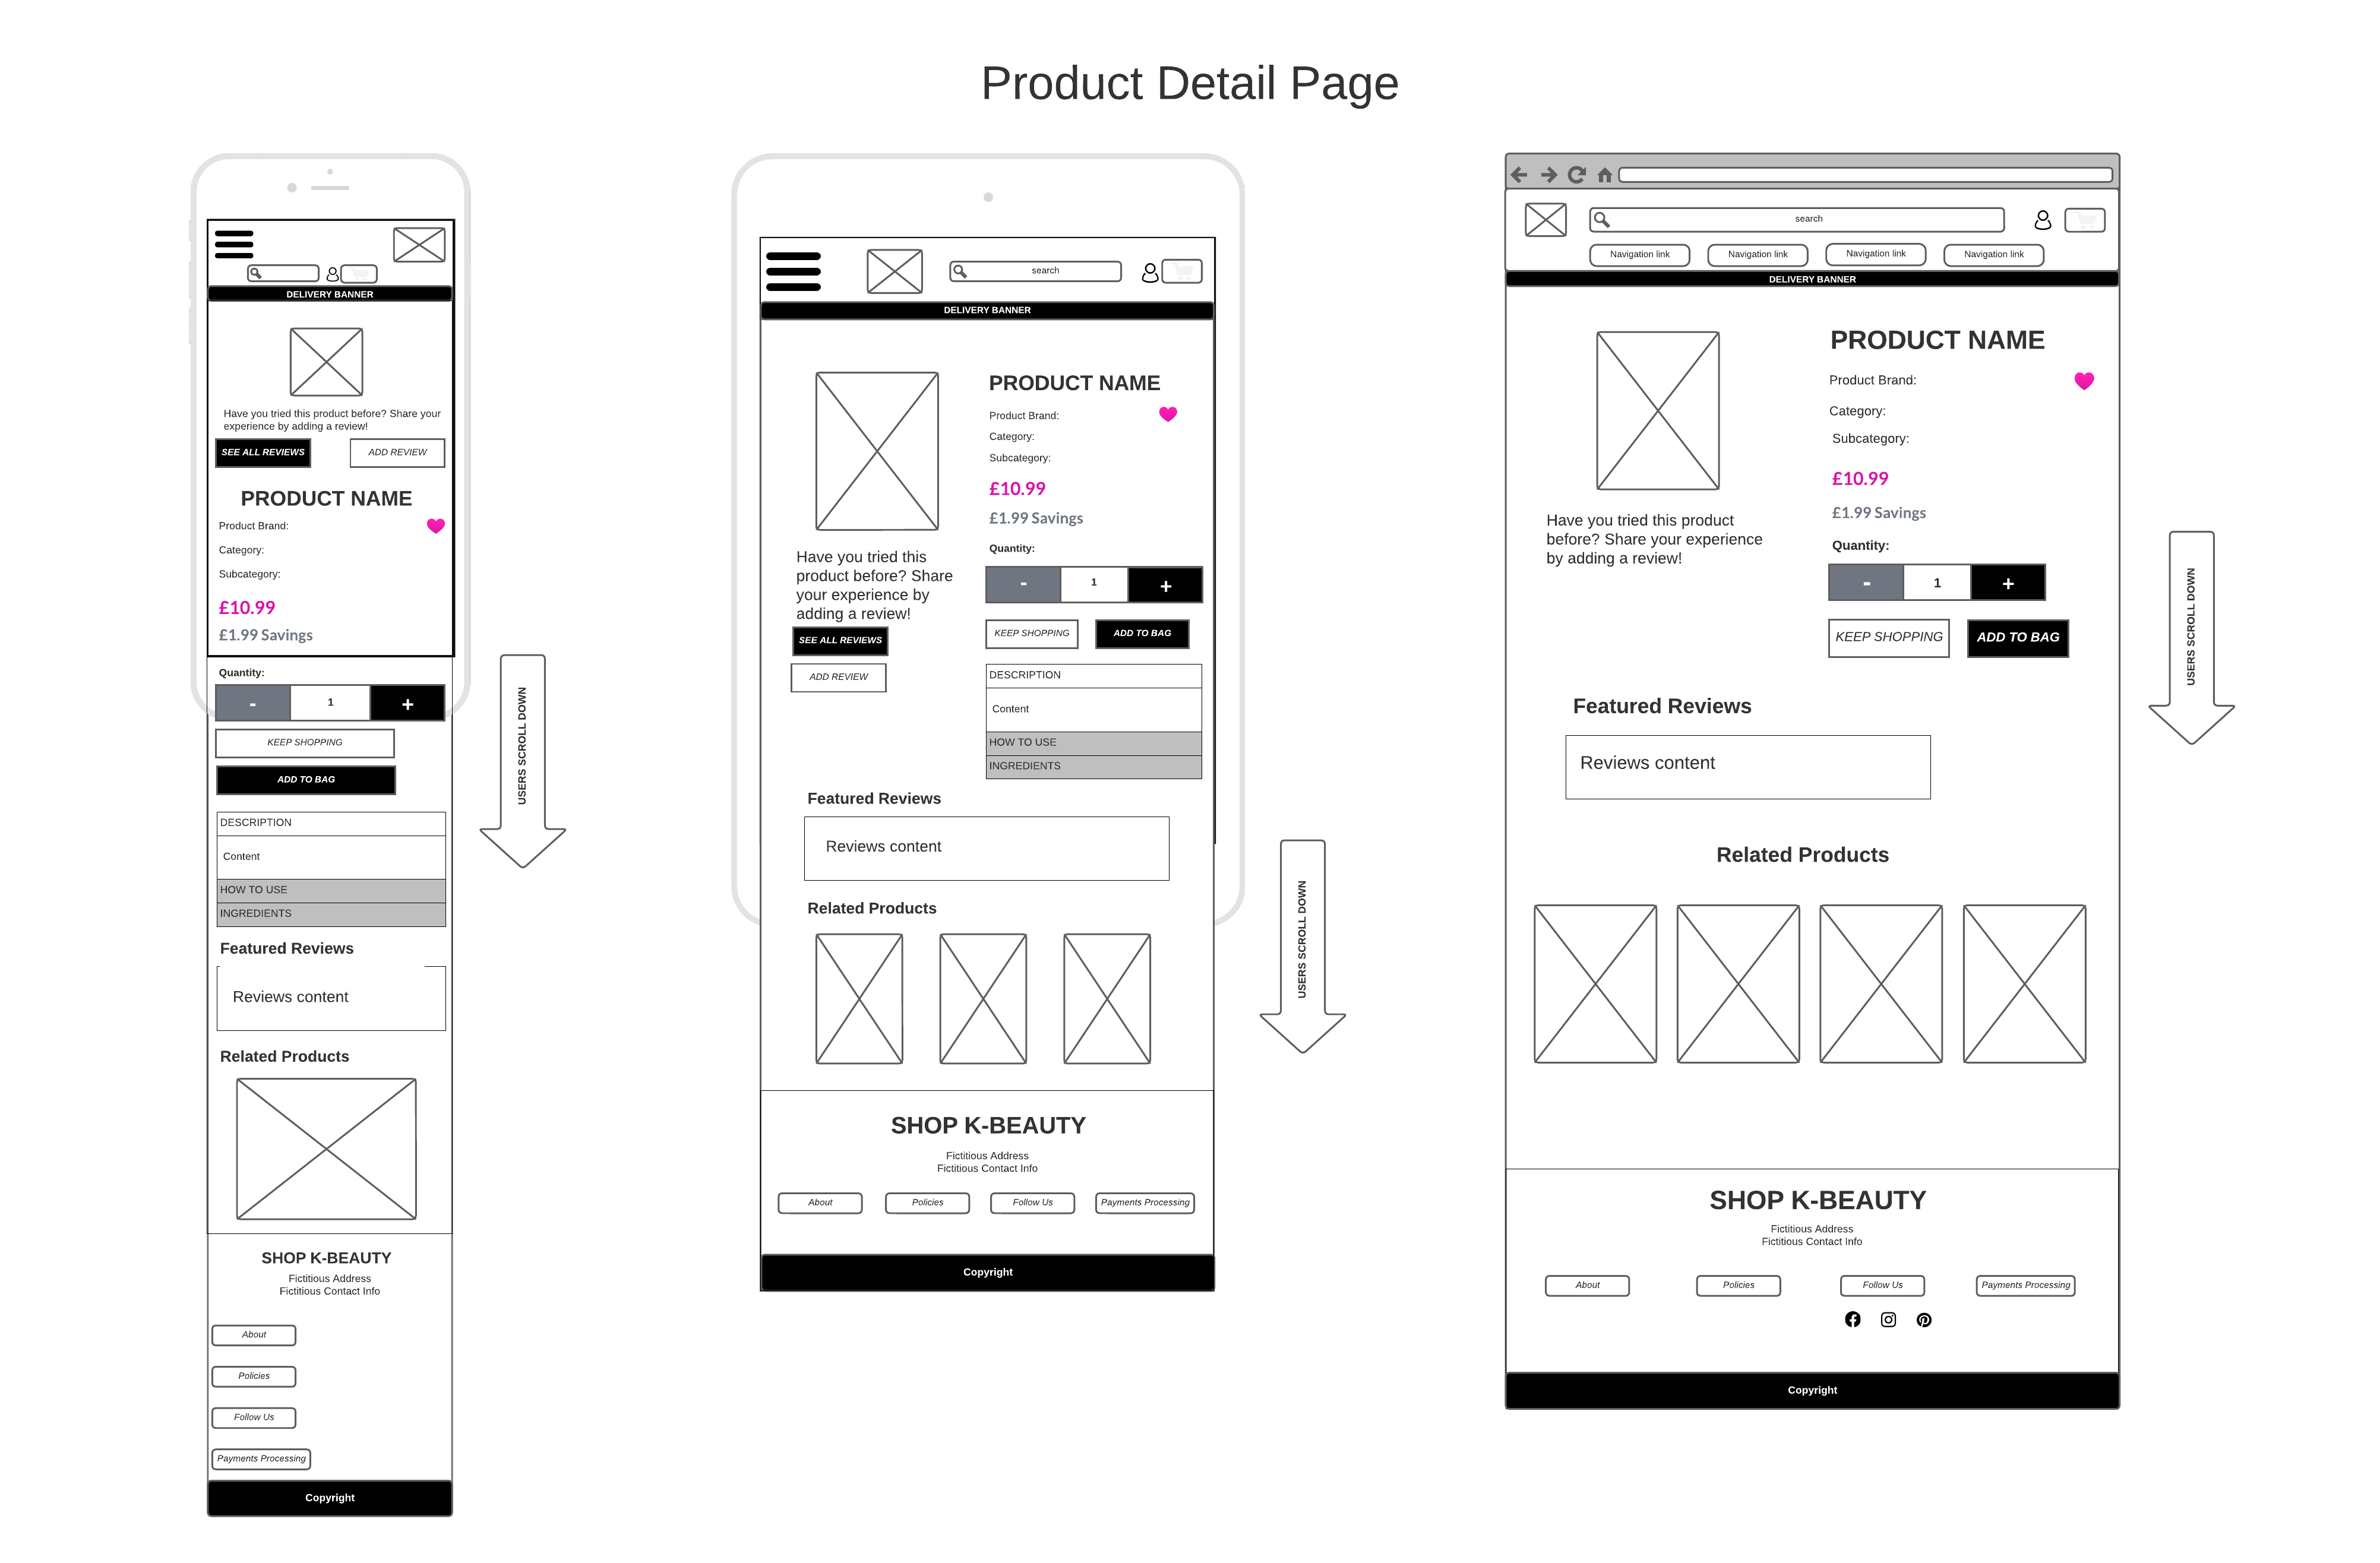 Product Detail Page
DELIVERY BANNER
Have you tried this product before? Share your
experience by adding a review!
SEE ALL REVIEWS
ADD REVIEW
PRODUCT NAME
Product Brand:
Category:
Subcategory:
£10.99
£1.99 Savings
Quantity:
- 1 +
KEEP SHOPPING
ADD TO BAG
DESCRIPTION
Content
HOW TO USE
INGREDIENTS
Featured Reviews
Reviews content
Related Products
SHOP K-BEAUTY
Fictitious Address
Fictitious Contact Info
About
Policies
Follow Us
Payments Processing
Copyright
USERS SCROLL DOWN
search
DELIVERY BANNER
Have you tried this
product before? Share
your experience by
adding a review!
SEE ALL REVIEWS
ADD REVIEW
PRODUCT NAME
Product Brand:
Category:
Subcategory:
£10.99
£1.99 Savings
Quantity:
- 1 +
KEEP SHOPPING
ADD TO BAG
DESCRIPTION
Content
HOW TO USE
INGREDIENTS
Featured Reviews
Reviews content
Related Products
SHOP K-BEAUTY
Fictitious Address
Fictitious Contact Info
About
Policies
Follow Us
Payments Processing
Copyright
USERS SCROLL DOWN
search
Navigation link
Navigation link
Navigation link
Navigation link
DELIVERY BANNER
Have you tried this product
before? Share your experience
by adding a review!
PRODUCT NAME
Product Brand:
Category:
Subcategory:
£10.99
£1.99 Savings
Quantity:
- 1 +
KEEP SHOPPING
ADD TO BAG
Featured Reviews
Reviews content
Related Products
SHOP K-BEAUTY
Fictitious Address
Fictitious Contact Info
About
Policies
Follow Us
Payments Processing
Copyright
USERS SCROLL DOWN